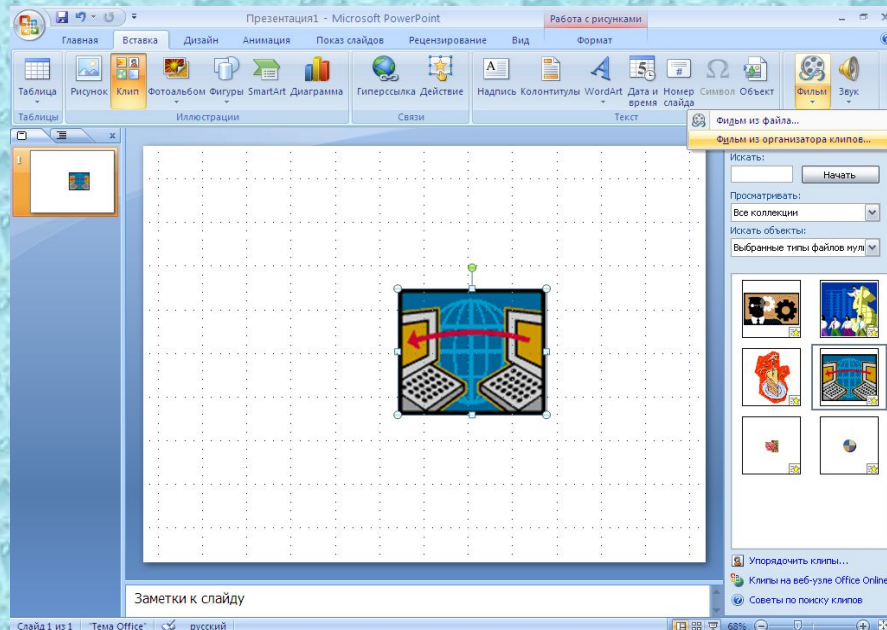 Презентация1 - Microsoft PowerPoint
Работа с рисунками
Главная Вставка Дизайн Анимация Показ слайдов Рецензирование Вид Формат
Таблица Рисунок Клип Фотоальбом Фигуры SmartArt Диаграмма Гиперссылка Действие Надпись Колонтитулы WordArt Дата и время Номер слайда Символ Объект Фильм Звук
Таблицы Иллюстрации Связи Текст
Фильм из файла...
Фильм из организатора клипов...
Искать:
Начать
Просматривать:
Все коллекции
Искать объекты:
Выбранные типы файлов мул
1
Упорядочить клипы...
Клипы на веб-узле Office Online
Советы по поиску клипов
Заметки к слайду
Слайд 1 из 1 "Тема Office" русский 68%